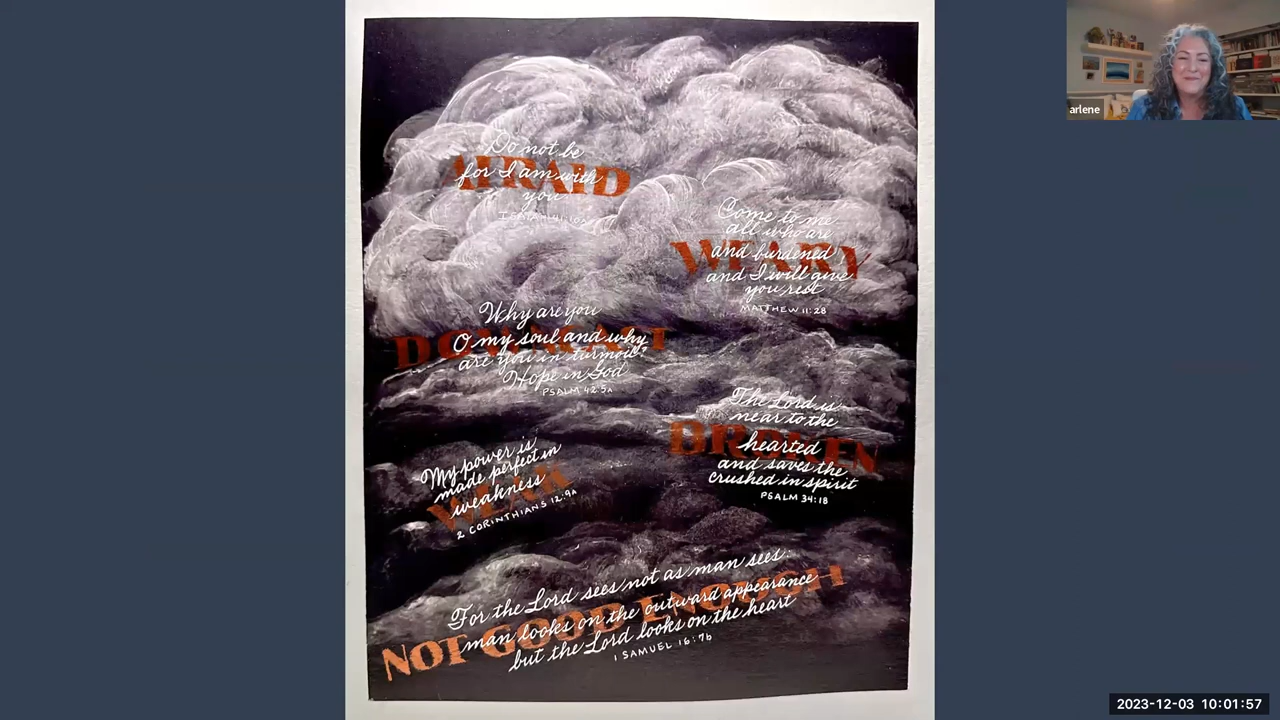 Do not be
AFRAID
for I am with
you
ISAIAH 41:10a
Come to me
all who are
WEARY
and burdened
and I will give
you rest
MATTHEW 11:28
Why are you
DOWNCAST
O my soul and why
are you in turmoil?
Hope in God
PSALM 42:5A
The Lord is
near to the
BROKEN
hearted
and saves the
crushed in spirit
PSALM 34:18
My power is
made perfect in
weakness
WEAK
2 CORINTHIANS 12:9A
For the Lord sees not as man sees:
man looks on the outward appearance
NOT GOOD ENOUGH
but the Lord looks on the heart
1 SAMUEL 16:7b
arlene
2023-12-03 10:01:57